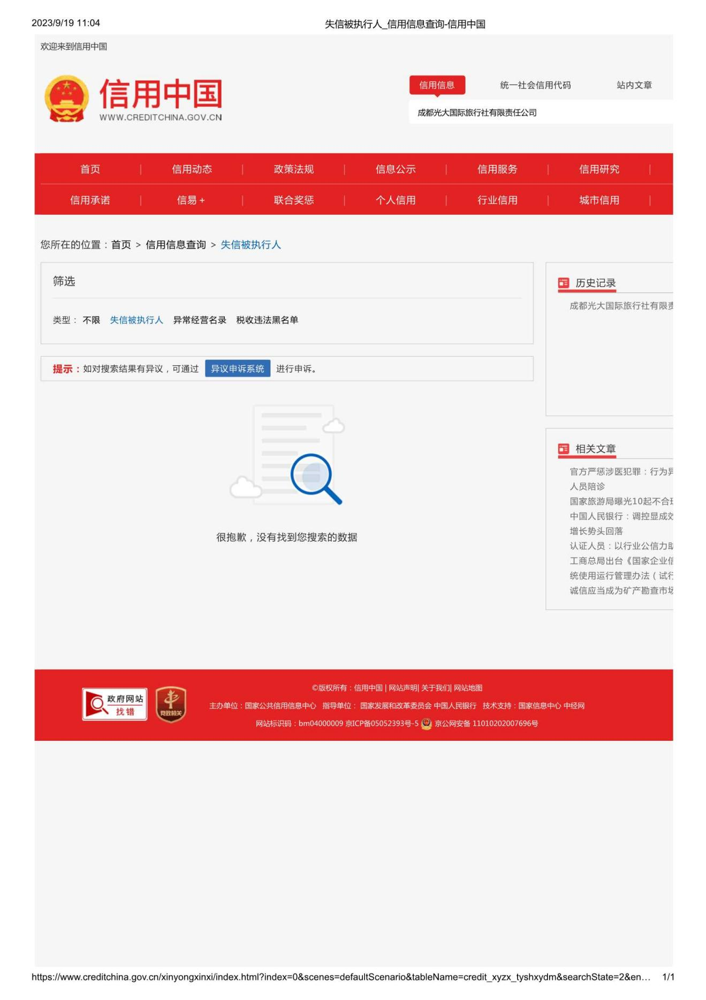 2023/9/19 11:04
失信被执行人_信用信息查询-信用中国
欢迎来到信用中国
信用中国
WWW.CREDITCHINA.GOV.CN
信用信息 统一社会信用代码 站内文章
成都光大国际旅行社有限责任公司
首页 | 信用动态 | 政策法规 | 信息公示 | 信用服务 | 信用研究 |
信用承诺 | 信易+ | 联合奖惩 | 个人信用 | 行业信用 | 城市信用 |
您所在的位置：首页 > 信用信息查询 > 失信被执行人
筛选
类型： 不限 失信被执行人 异常经营名录 税收违法黑名单
提示：如对搜索结果有异议，可通过 异议申诉系统 进行申诉。
很抱歉，没有找到您搜索的数据
历史记录
成都光大国际旅行社有限责
相关文章
官方严惩涉医犯罪：行为异
人员陪诊
国家旅游局曝光10起不合理
中国人民银行：调控显成效
增长势头回落
认证人员：以行业公信力助
工商总局出台《国家企业信
统使用运行管理办法（试行
诚信应当成为矿产勘查市场
政府网站
找错
党政机关
©版权所有：信用中国 | 网站声明| 关于我们| 网站地图
主办单位：国家公共信用信息中心 指导单位： 国家发展和改革委员会 中国人民银行 技术支持：国家信息中心 中经网
网站标识码：bm04000009 京ICP备05052393号-5 京公网安备 11010202007696号
https://www.creditchina.gov.cn/xinyongxinxi/index.html?index=0&scenes=defaultScenario&tableName=credit_xyzx_tyshxydm&searchState=2&en… 1/1